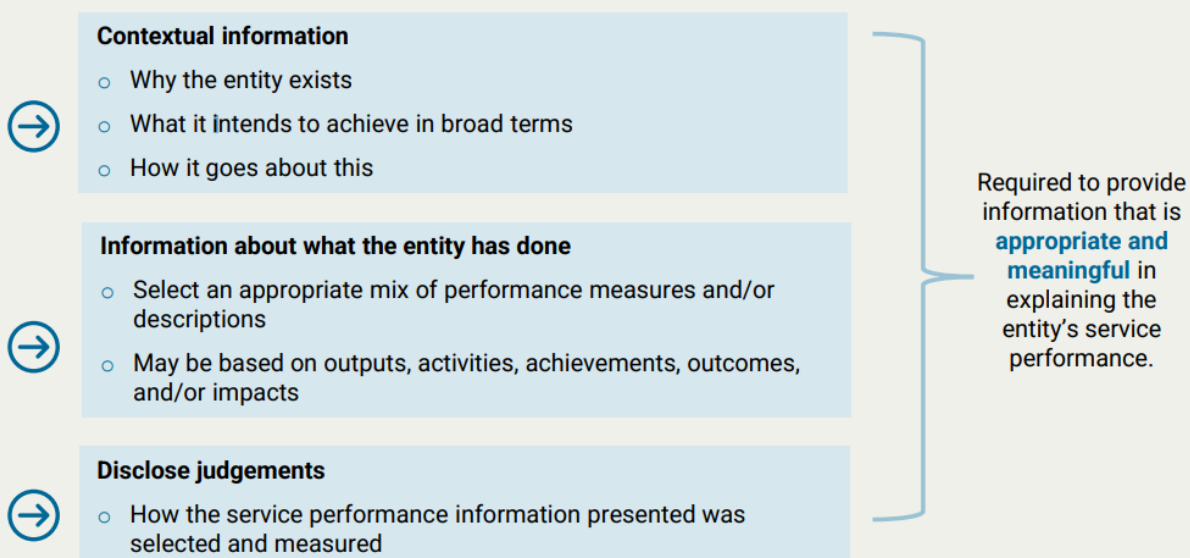 Contextual information
Why the entity exists
What it intends to achieve in broad terms
How it goes about this
Information about what the entity has done
Select an appropriate mix of performance measures and/or
descriptions
May be based on outputs, activities, achievements, outcomes,
and/or impacts
Disclose judgements
How the service performance information presented was
selected and measured
Required to provide
information that is
appropriate and
meaningful in
explaining the
entity’s service
performance.